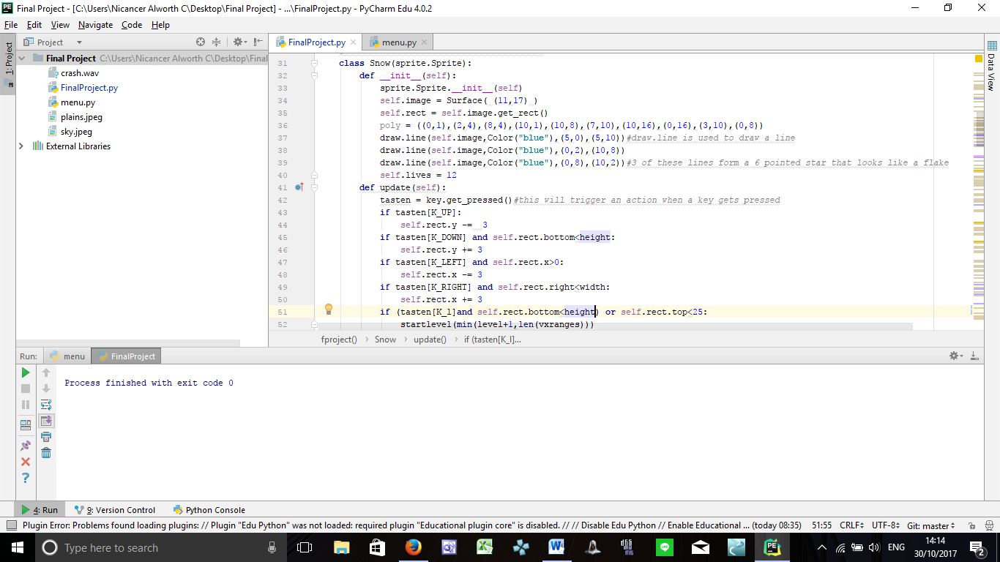 Final Project - [C:\Users\Nicancer Alworth C\Desktop\Final Project] - ...\FinalProject.py - PyCharm Edu 4.0.2
File Edit View Navigate Code Help
1: Project
Project
Final Project C:\Users\Nicancer Alworth C\Desktop\Final
crash.wav
FinalProject.py
menu.py
plains.jpeg
sky.jpeg
External Libraries
FinalProject.py menu.py
31 class Snow(sprite.Sprite):
32 def __init__(self):
33 sprite.Sprite.__init__(self)
34 self.image = Surface( (11,17) )
35 self.rect = self.image.get_rect()
36 poly = ((0,1),(2,4),(8,4),(10,1),(10,8),(7,10),(10,16),(0,16),(3,10),(0,8))
37 draw.line(self.image,Color("blue"),(5,0),(5,10))#draw.line is used to draw a line
38 draw.line(self.image,Color("blue"),(0,2),(10,8))
39 draw.line(self.image,Color("blue"),(0,8),(10,2))#3 of these lines form a 6 pointed star that looks like a flake
40 self.lives = 12
41 def update(self):
42 tasten = key.get_pressed()#this will trigger an action when a key gets pressed
43 if tasten[K_UP]:
44 self.rect.y -= 3
45 if tasten[K_DOWN] and self.rect.bottom<height:
46 self.rect.y += 3
47 if tasten[K_LEFT] and self.rect.x>0:
48 self.rect.x -= 3
49 if tasten[K_RIGHT] and self.rect.right<width:
50 self.rect.x += 3
51 if (tasten[K_l]and self.rect.bottom<height) or self.rect.top<25:
52 startlevel(min(level+1,len(vxranges)))
fproject() Snow update() if (tasten[K_l]...
Data View
Run: menu FinalProject
Process finished with exit code 0
4: Run 9: Version Control Python Console
Plugin Error: Problems found loading plugins: // Plugin "Edu Python" was not loaded: required plugin "Educational plugin core" is disabled. // // Disable Edu Python // Enable Educational ... (today 08:35) 51:55 CRLF UTF-8 Git: master
Type here to search
ENG
14:14
30/10/2017
2